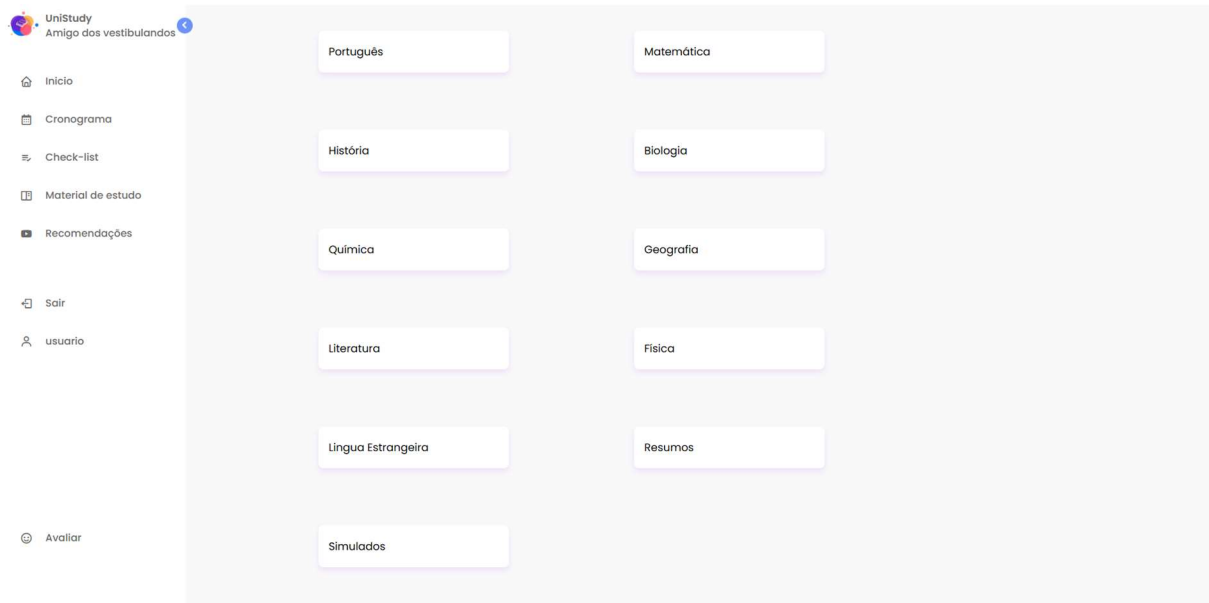 UniStudy
Amigo dos vestibulandos
Inicio
Cronograma
Check-list
Material de estudo
Recomendações
Sair
usuario
Avaliar
Português
Matemática
História
Biologia
Química
Geografia
Literatura
Física
Lingua Estrangeira
Resumos
Simulados